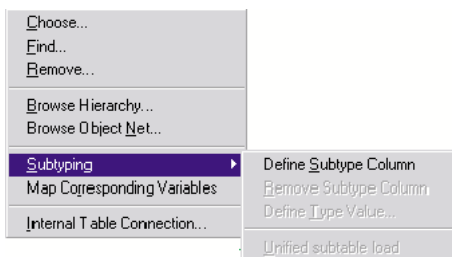 Choose...
Find...
Remove...
Browse Hierarchy...
Browse Object Net...
Subtyping
Map Corresponding Variables
Internal Table Connection...
Define Subtype Column
Remove Subtype Column
Define Type Value...
Unified subtable load